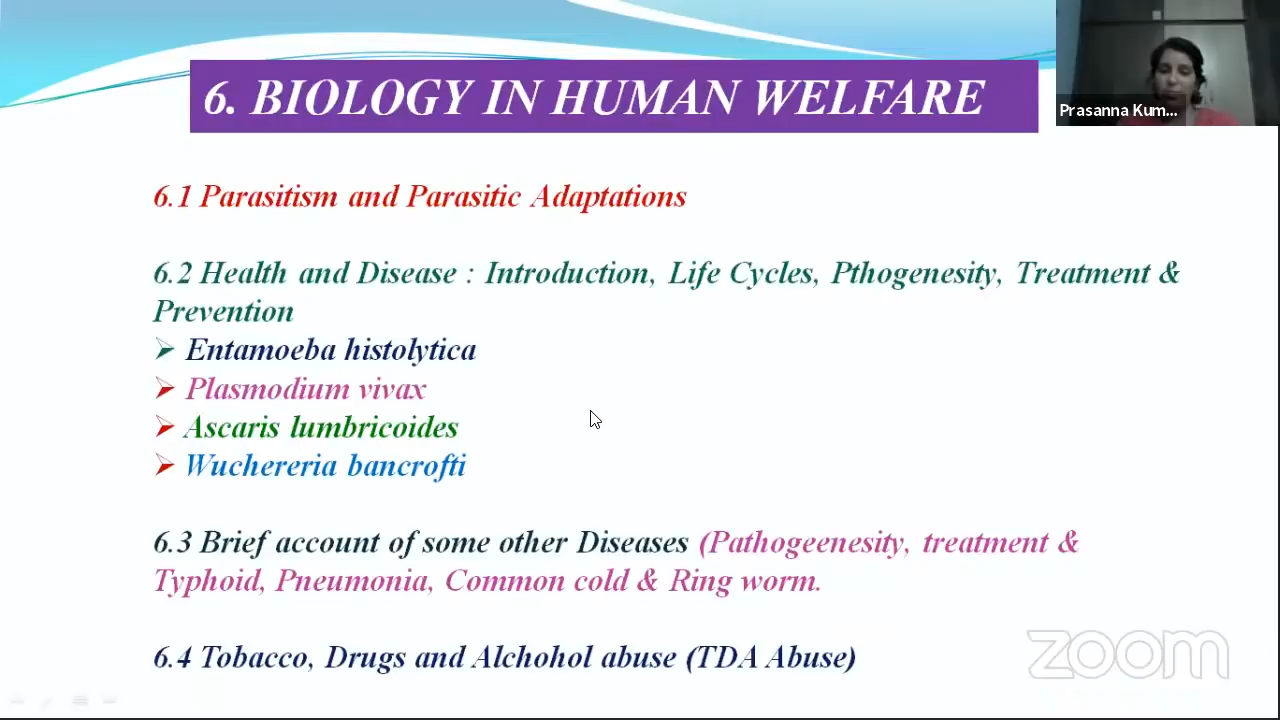 6. BIOLOGY IN HUMAN WELFARE
Prasanna Kum...
6.1 Parasitism and Parasitic Adaptations
6.2 Health and Disease : Introduction, Life Cycles, Pthogenesity, Treatment &
Prevention
Entamoeba histolytica
Plasmodium vivax
Ascaris lumbricoides
Wuchereria bancrofti
6.3 Brief account of some other Diseases (Pathogeenesity, treatment &
Typhoid, Pneumonia, Common cold & Ring worm.
6.4 Tobacco, Drugs and Alchohol abuse (TDA Abuse)
zoom